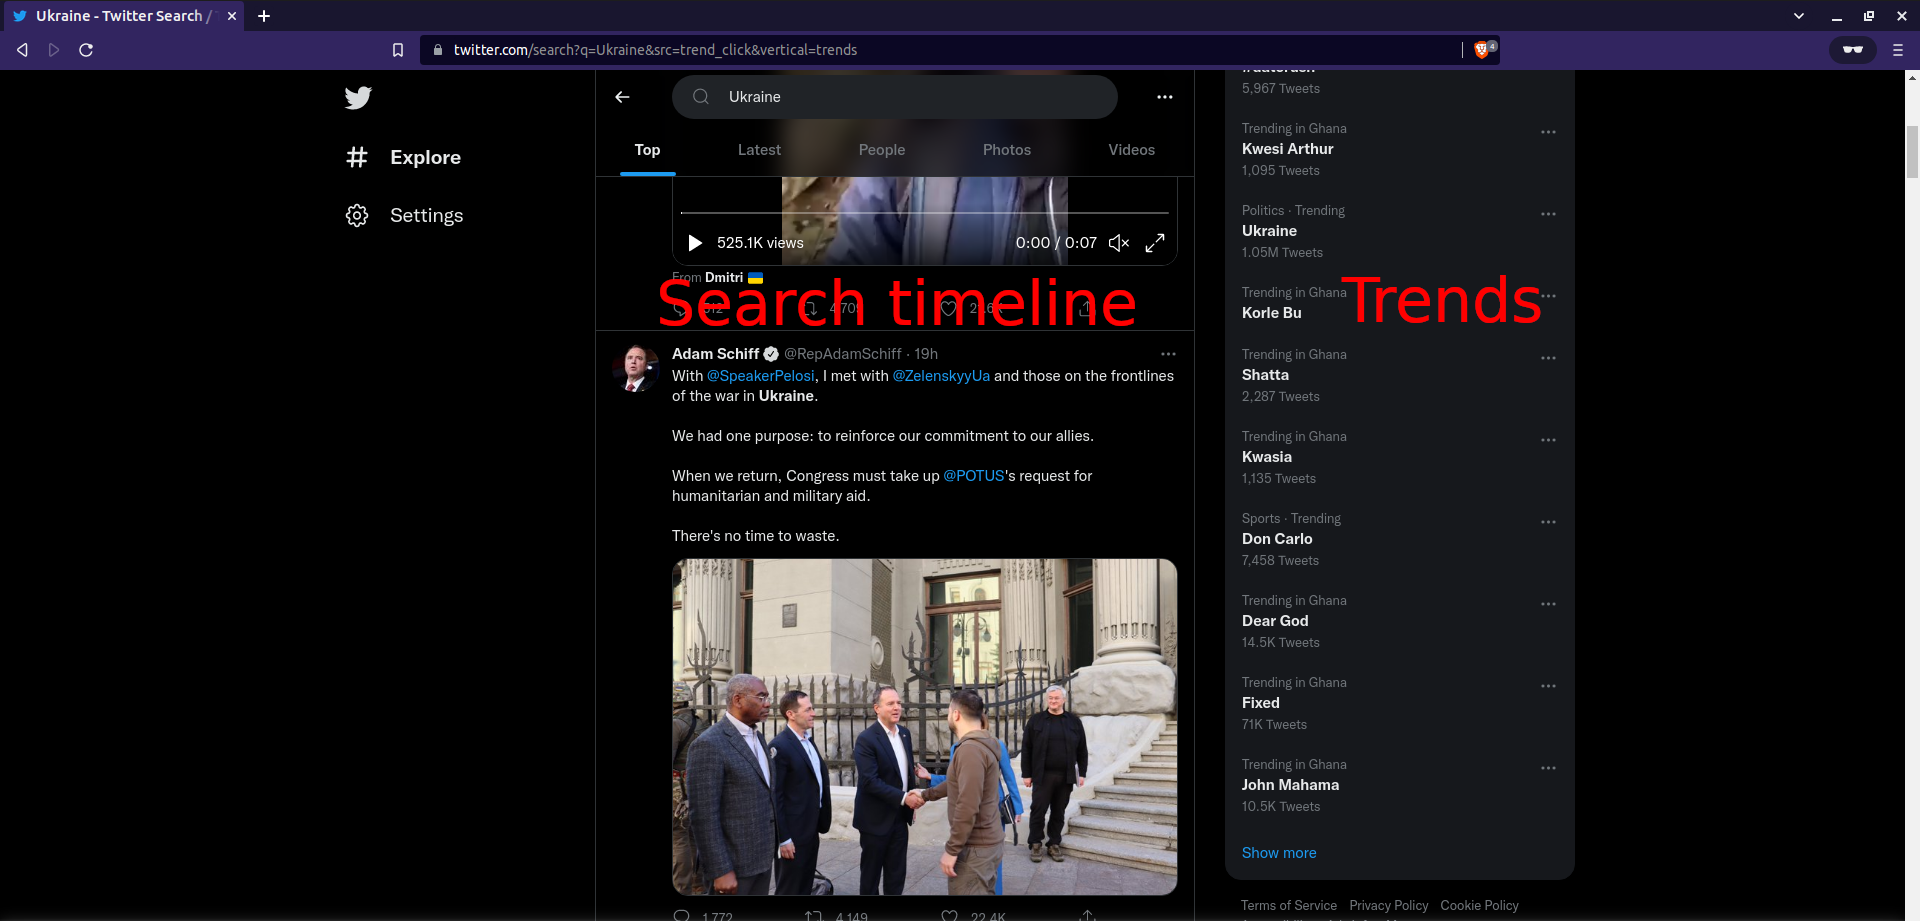 Ukraine - Twitter Search /
twitter.com/search?q=Ukraine&src=trend_click&vertical=trends
4
Explore
Settings
Ukraine
Top
Latest
People
Photos
Videos
525.1K views
0:00 / 0:07
From Dmitri
Search timeline
Adam Schiff @RepAdamSchiff · 19h
With @SpeakerPelosi, I met with @ZelenskyyUa and those on the frontlines
of the war in Ukraine.
We had one purpose: to reinforce our commitment to our allies.
When we return, Congress must take up @POTUS's request for
humanitarian and military aid.
There's no time to waste.
1,772
4,149
22.4K
5,967 Tweets
Trending in Ghana
Kwesi Arthur
1,095 Tweets
Politics · Trending
Ukraine
1.05M Tweets
Trending in Ghana
Korle Bu
Trends
Trending in Ghana
Shatta
2,287 Tweets
Trending in Ghana
Kwasia
1,135 Tweets
Sports · Trending
Don Carlo
7,458 Tweets
Trending in Ghana
Dear God
14.5K Tweets
Trending in Ghana
Fixed
71K Tweets
Trending in Ghana
John Mahama
10.5K Tweets
Show more
Terms of Service Privacy Policy Cookie Policy